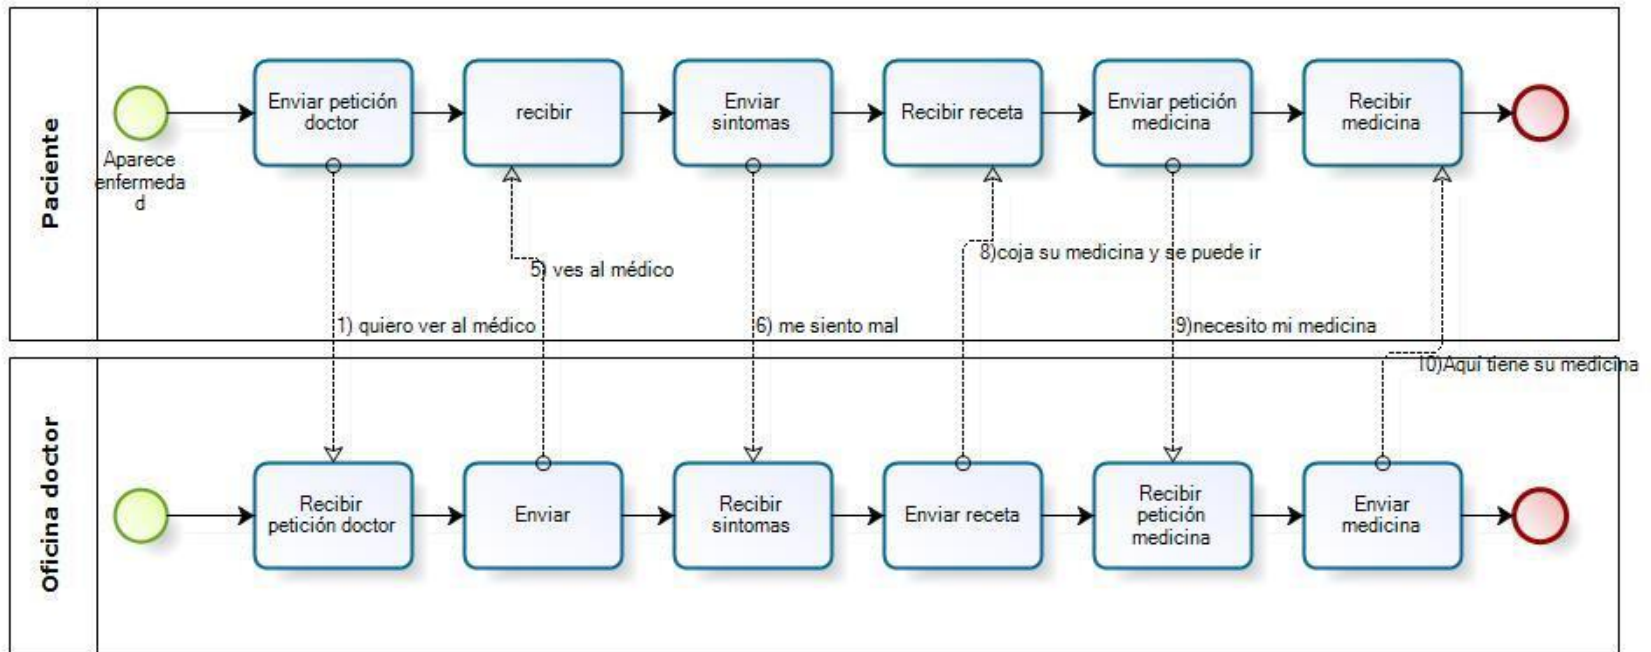 Paciente
Aparece
enfermeda
d
Enviar petición
doctor
recibir
Enviar
sintomas
Recibir receta
Enviar petición
medicina
Recibir
medicina
8)coja su medicina y se puede ir
5) ves al médico
1) quiero ver al médico
6) me siento mal
9)necesito mi medicina
10)Aquí tiene su medicina
Oficina doctor
Recibir
petición doctor
Enviar
Recibir
sintomas
Enviar receta
Recibir
petición
medicina
Enviar
medicina